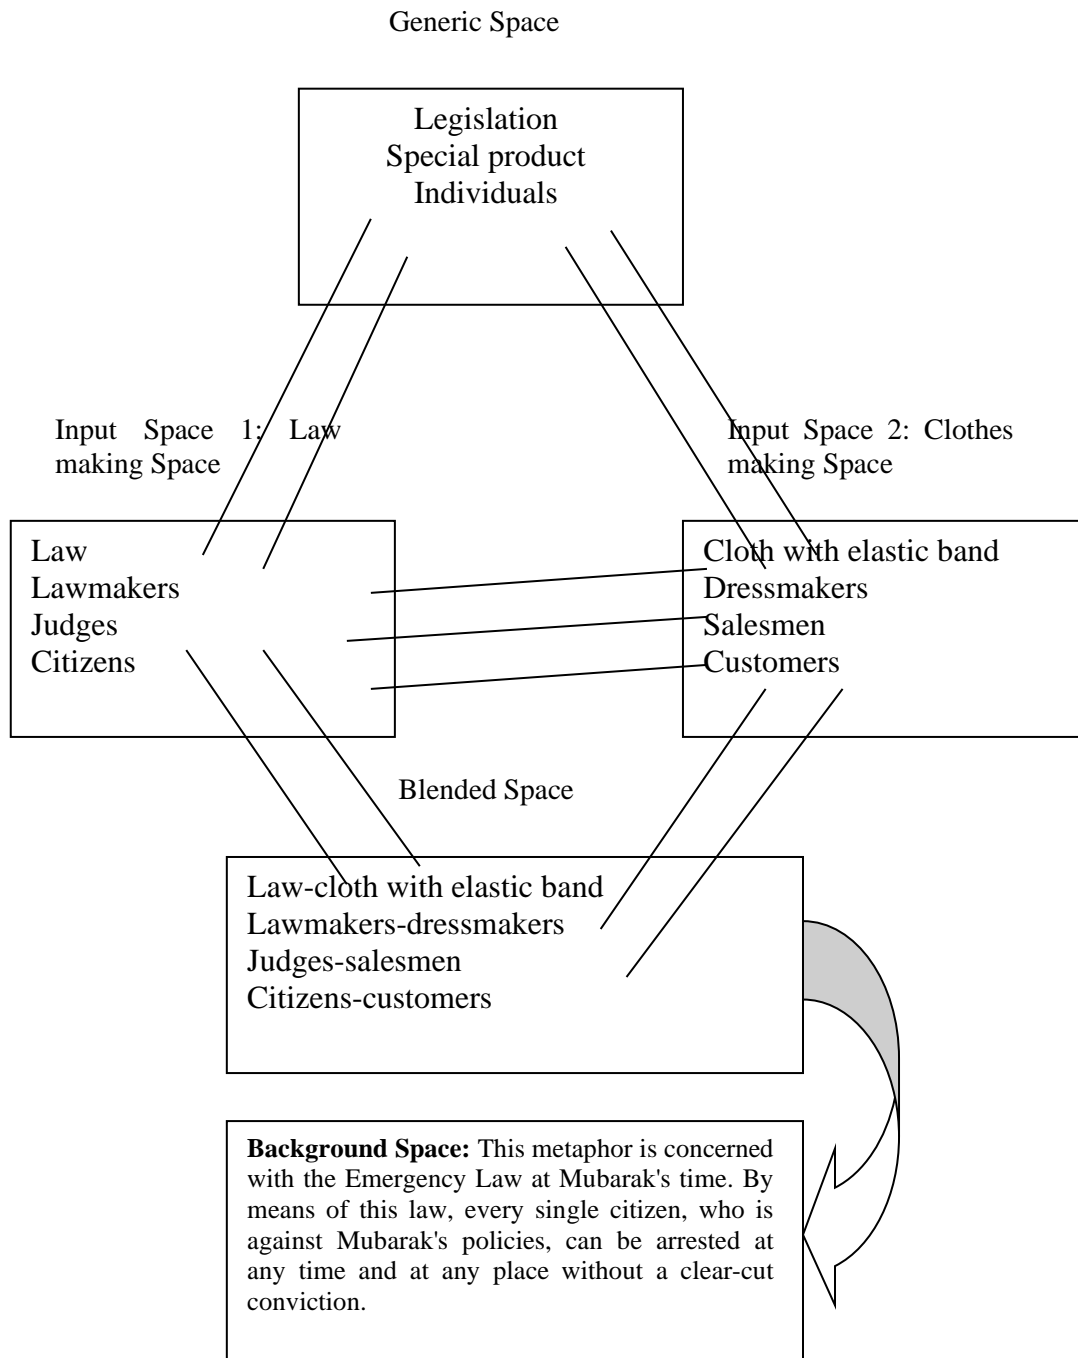 Generic Space
Legislation
Special product
Individuals
Input Space 1: Law
making Space
Input Space 2: Clothes
making Space
Law
Lawmakers
Judges
Citizens
Cloth with elastic band
Dressmakers
Salesmen
Customers
Blended Space
Law-cloth with elastic band
Lawmakers-dressmakers
Judges-salesmen
Citizens-customers
Background Space: This metaphor is concerned
with the Emergency Law at Mubarak's time. By
means of this law, every single citizen, who is
against Mubarak's policies, can be arrested at
any time and at any place without a clear-cut
conviction.